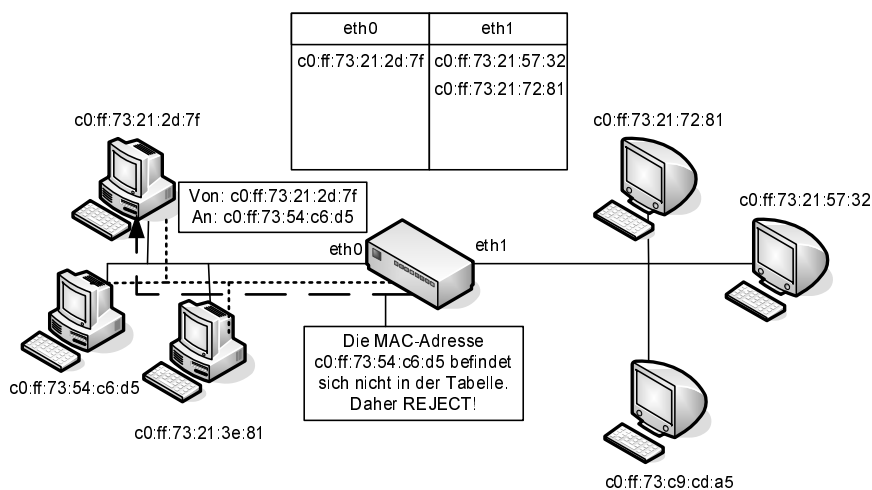 eth0 eth1
c0:ff:73:21:2d:7f c0:ff:73:21:57:32
c0:ff:73:21:72:81
c0:ff:73:21:2d:7f
c0:ff:73:21:72:81
Von: c0:ff:73:21:2d:7f
An: c0:ff:73:54:c6:d5
c0:ff:73:21:57:32
eth0
eth1
Die MAC-Adresse
c0:ff:73:54:c6:d5 befindet
sich nicht in der Tabelle.
Daher REJECT!
c0:ff:73:54:c6:d5
c0:ff:73:21:3e:81
c0:ff:73:c9:cd:a5